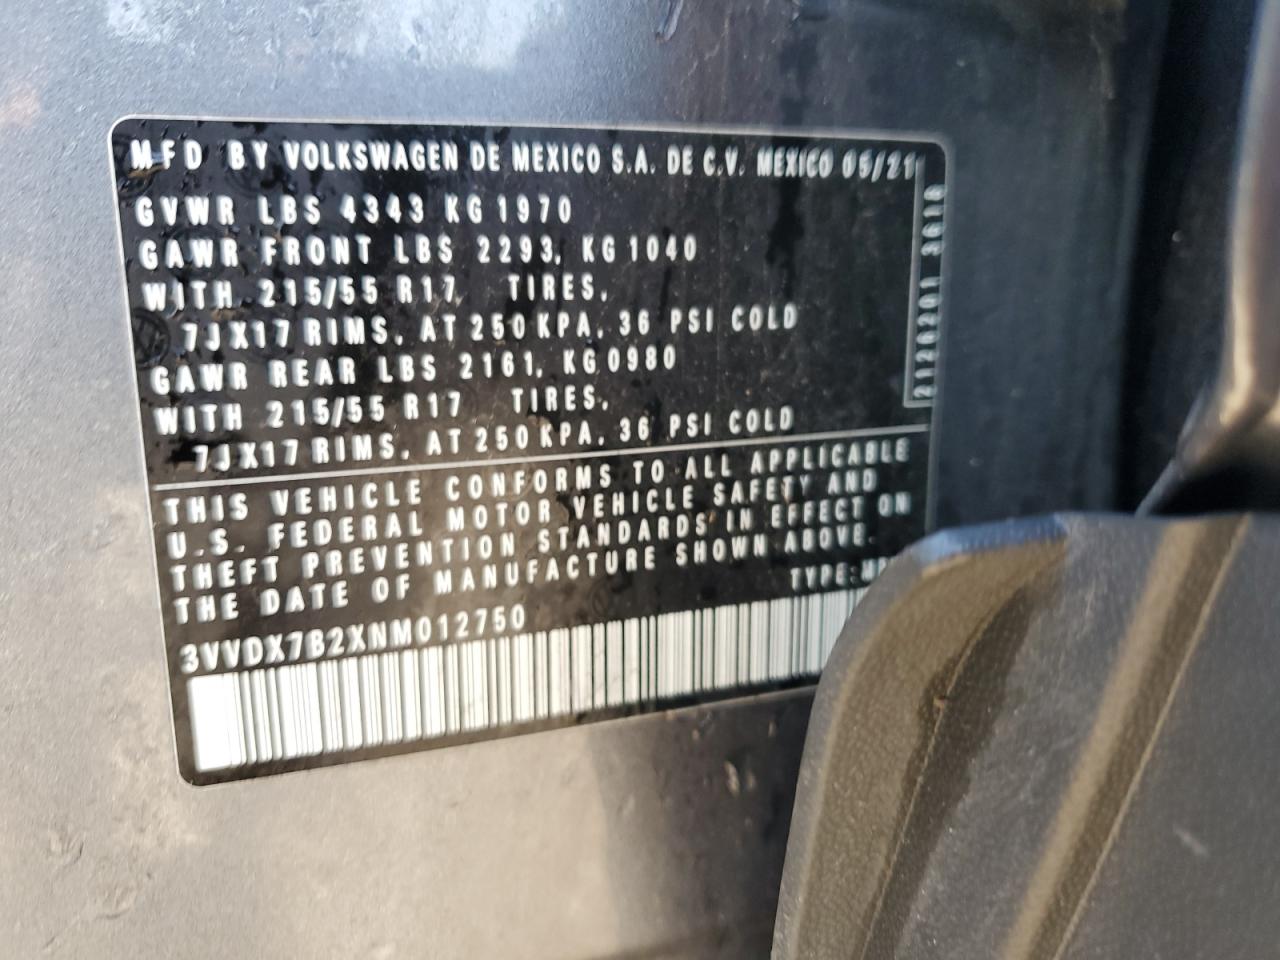 MFD BY VOLKSWAGEN DE MEXICO S.A. DE C.V. MEXICO 05/21
GVWR LBS 4343 KG 1970
GAWR FRONT LBS 2293, KG 1040
WITH 215/55 R17 TIRES,
7JX17 RIMS, AT 250 KPA, 36 PSI COLD
GAWR REAR LBS 2161, KG 0980
WITH 215/55 R17 TIRES,
7JX17 RIMS, AT 250 KPA, 36 PSI COLD
2126201 3618
THIS VEHICLE CONFORMS TO ALL APPLICABLE
U.S. FEDERAL MOTOR VEHICLE SAFETY AND
THEFT PREVENTION STANDARDS IN EFFECT ON
THE DATE OF MANUFACTURE SHOWN ABOVE.
TYPE:
3VVDX7B2XNM012750